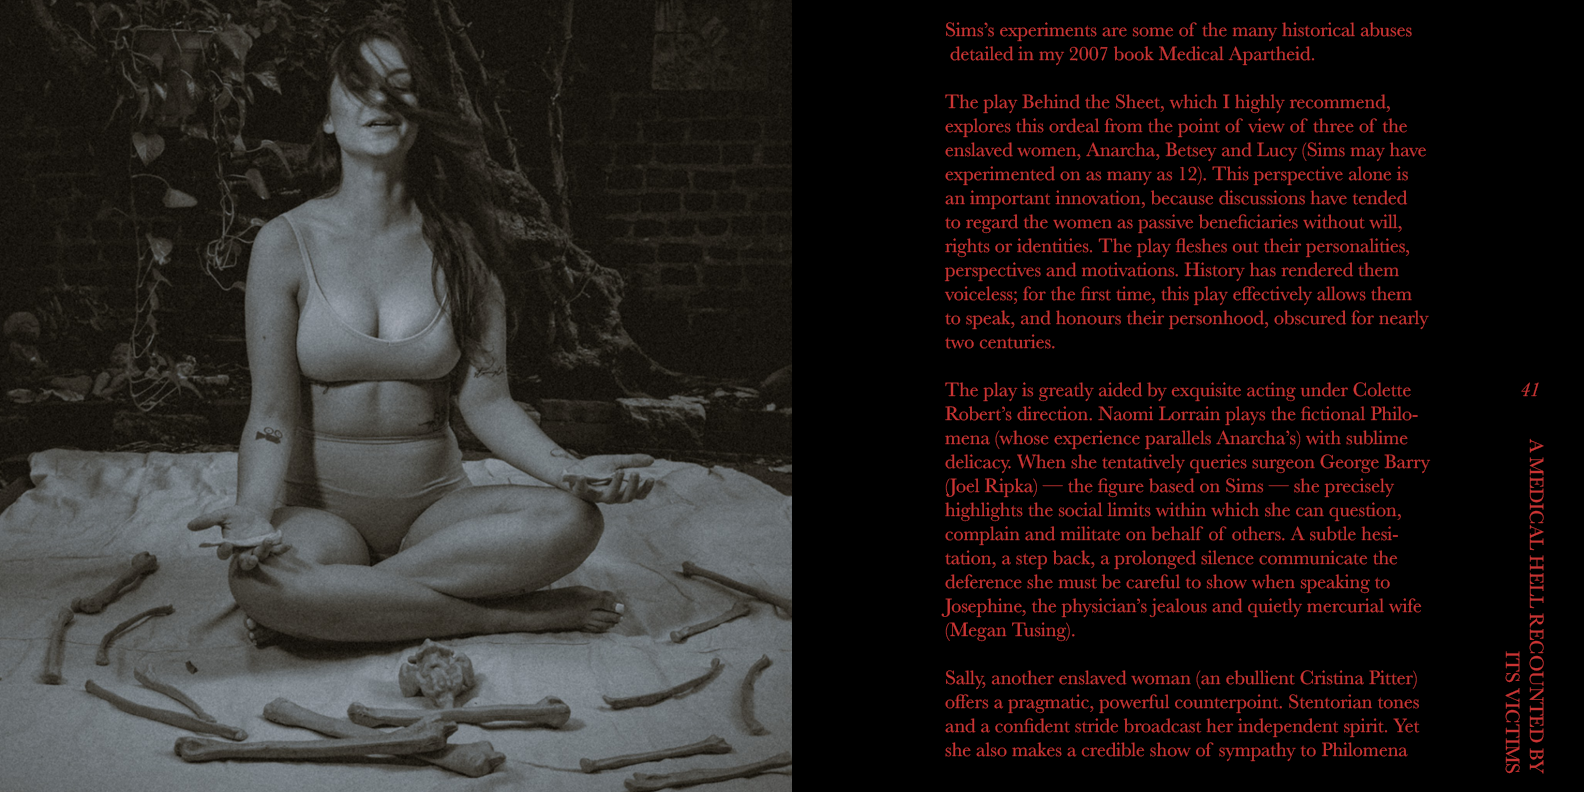 Sims's experiments are some of the many historical abuses
detailed in my 2007 book Medical Apartheid.
The play Behind the Sheet, which I highly recommend,
explores this ordeal from the point of view of three of the
enslaved women, Anarcha, Betsey and Lucy (Sims may have
experimented on as many as 12). This perspective alone is
an important innovation, because discussions have tended
to regard the women as passive beneficiaries without will,
rights or identities. The play fleshes out their personalities,
perspectives and motivations. History has rendered them
voiceless; for the first time, this play effectively allows them
to speak, and honours their personhood, obscured for nearly
two centuries.
The play is greatly aided by exquisite acting under Colette
Robert's direction. Naomi Lorrain plays the fictional Philo-
mena (whose experience parallels Anarcha's) with sublime
delicacy. When she tentatively queries surgeon George Barry
(Joel Ripka) — the figure based on Sims — she precisely
highlights the social limits within which she can question,
complain and militate on behalf of others. A subtle hesi-
tation, a step back, a prolonged silence communicate the
deference she must be careful to show when speaking to
Josephine, the physician's jealous and quietly mercurial wife
(Megan Tusing).
Sally, another enslaved woman (an ebullient Cristina Pitter)
offers a pragmatic, powerful counterpoint. Stentorian tones
and a confident stride broadcast her independent spirit. Yet
she also makes a credible show of sympathy to Philomena
41
A MEDICAL HELL RECOUNTED BY
ITS VICTIMS